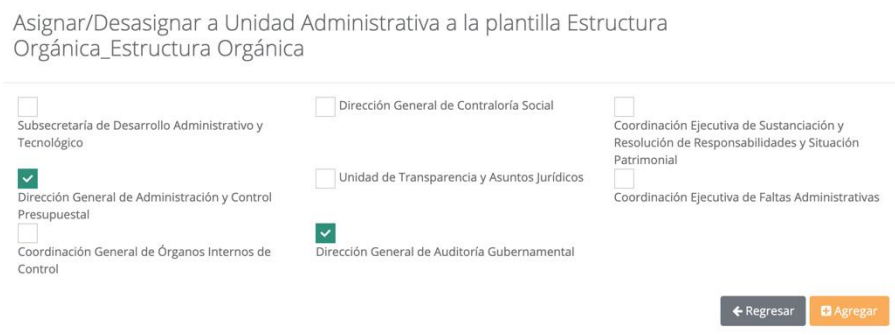 Asignar/Desasignar a Unidad Administrativa a la plantilla Estructura
Orgánica_Estructura Orgánica
Subsecretaría de Desarrollo Administrativo y
Tecnológico
Dirección General de Contraloría Social
Coordinación Ejecutiva de Sustanciación y
Resolución de Responsabilidades y Situación
Patrimonial
Dirección General de Administración y Control
Presupuestal
Unidad de Transparencia y Asuntos Jurídicos
Coordinación Ejecutiva de Faltas Administrativas
Coordinación General de Órganos Internos de
Control
Dirección General de Auditoría Gubernamental
Regresar
Agregar